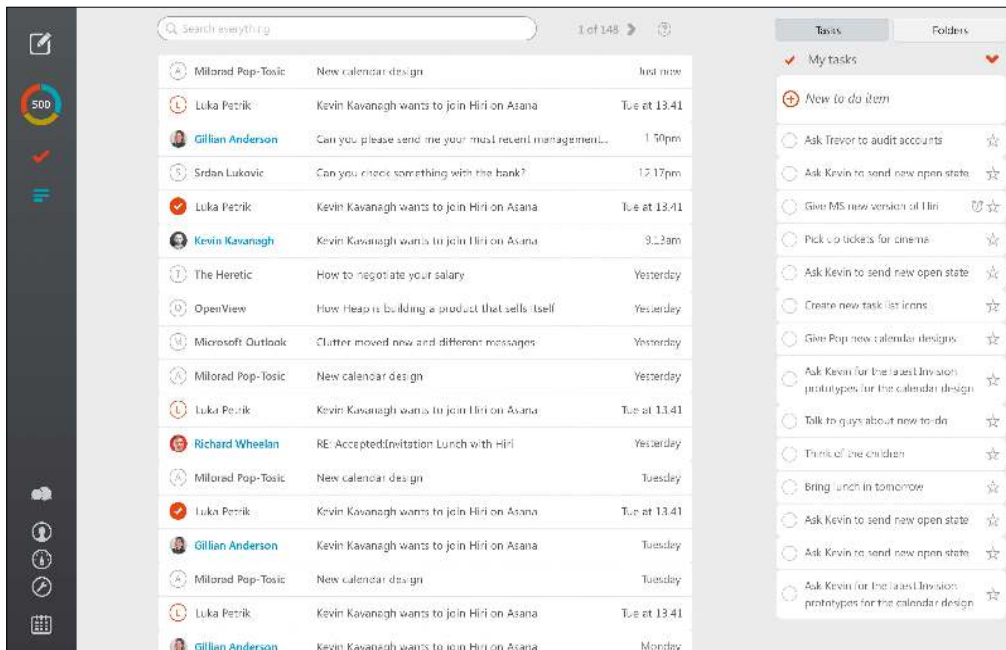 Search everything
1 of 148
Tasks Folders
My tasks
New to do item
500
Milorad Pop-Tosic New calendar design Just now
Luka Petrik Kevin Kavanagh wants to join Hiri on Asana Tue at 13.41
Gillian Anderson Can you please send me your most recent management... 1 50pm
Srdan Lukovic Can you check something with the bank? 12.17pm
Luka Petrik Kevin Kavanagh wants to join Hiri on Asana Tue at 13.41
Kevin Kavanagh Kevin Kavanagh wants to join Hiri on Asana 9.13am
The Heretic How to negotiate your salary Yesterday
OpenView How Heap is building a product that sells itself Yesterday
Microsoft Outlook Clutter moved new and different messages Yesterday
Milorad Pop-Tosic New calendar design Yesterday
Luka Petrik Kevin Kavanagh wants to join Hiri on Asana Tue at 13.41
Richard Wheelan RE: Accepted:Invitation Lunch with Hiri Yesterday
Milorad Pop-Tosic New calendar design Tuesday
Luka Petrik Kevin Kavanagh wants to join Hiri on Asana Tue at 13.41
Gillian Anderson Kevin Kavanagh wants to join Hiri on Asana Tuesday
Milorad Pop-Tosic New calendar design Tuesday
Luka Petrik Kevin Kavanagh wants to join Hiri on Asana Tue at 13.41
Gillian Anderson Kevin Kavanagh wants to join Hiri on Asana Monday
Ask Trevor to audit accounts
Ask Kevin to send new open state
Give MS new version of Hiri
Pick up tickets for cinema
Ask Kevin to send new open state
Create new task list icons
Give Pop new calendar designs
Ask Kevin for the latest Invision
prototypes for the calendar design
Talk to guys about new to-do
Think of the children
Bring lunch in tomorrow
Ask Kevin to send new open state
Ask Kevin to send new open state
Ask Kevin for the latest Invision
prototypes for the calendar design